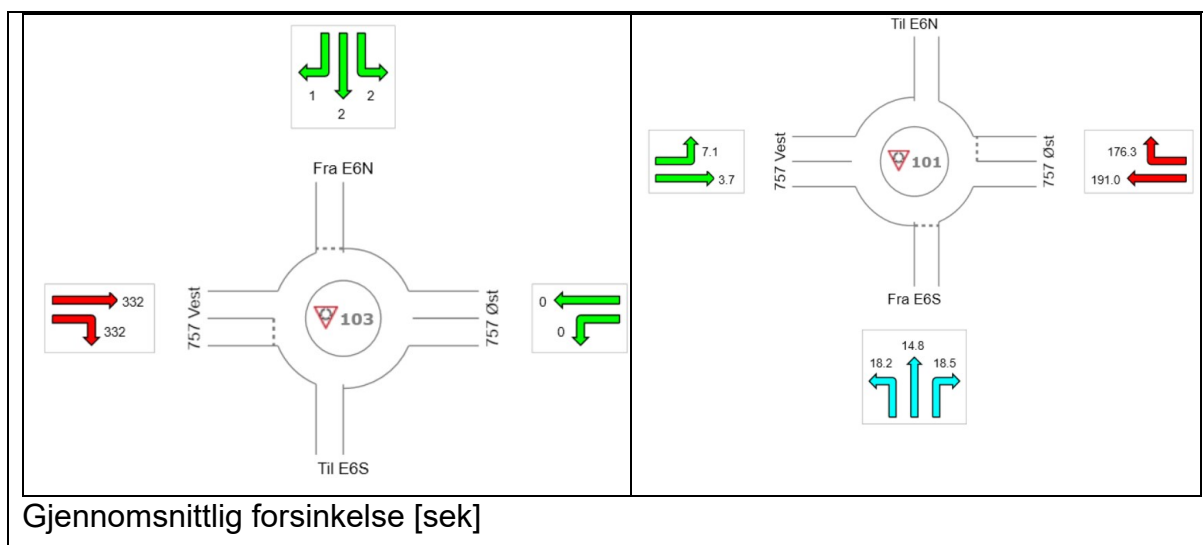 1
2
2
Fra E6N
332
332
757 Vest
103
757 Øst
0
0
Til E6S
Til E6N
7.1
3.7
757 Vest
101
757 Øst
176.3
191.0
Fra E6S
18.2
14.8
18.5
Gjennomsnittlig forsinkelse [sek]